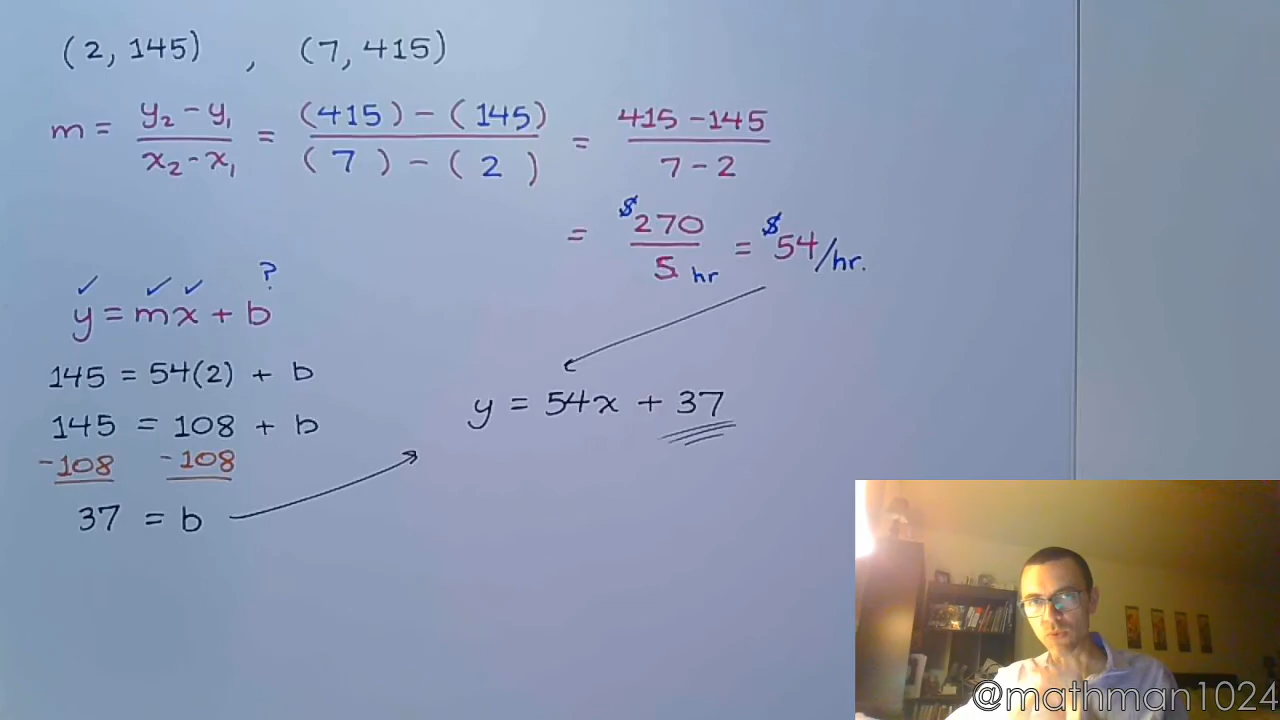 (2, 145) , (7, 415)
m = y₂ - y₁ / x₂ - x₁ = (415) - (145) / (7) - (2) = 415 - 145 / 7 - 2
= $270 / 5 hr = $54/hr.
✓ ✓ ✓ ?
y = mx + b
145 = 54(2) + b
145 = 108 + b
-108 -108
37 = b
y = 54x + 37
@mathman1024